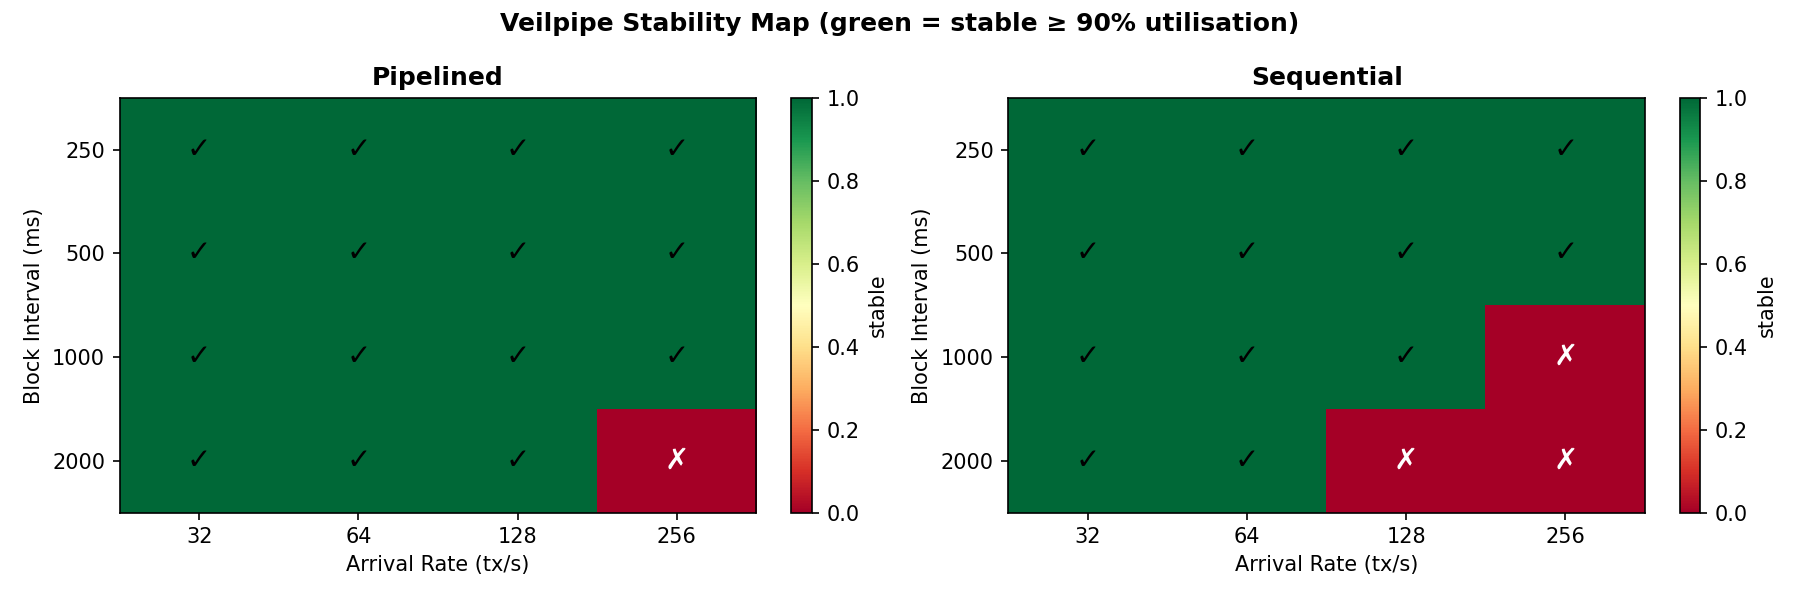 Veilpipe Stability Map (green = stable ≥ 90% utilisation)
Pipelined
Block Interval (ms)
250 ✓ ✓ ✓ ✓
500 ✓ ✓ ✓ ✓
1000 ✓ ✓ ✓ ✓
2000 ✓ ✓ ✓ ✗
32 64 128 256
Arrival Rate (tx/s)
1.0
0.8
0.6
0.4
0.2
0.0
stable
Sequential
Block Interval (ms)
250 ✓ ✓ ✓ ✓
500 ✓ ✓ ✓ ✓
1000 ✓ ✓ ✓ ✗
2000 ✓ ✓ ✗ ✗
32 64 128 256
Arrival Rate (tx/s)
1.0
0.8
0.6
0.4
0.2
0.0
stable